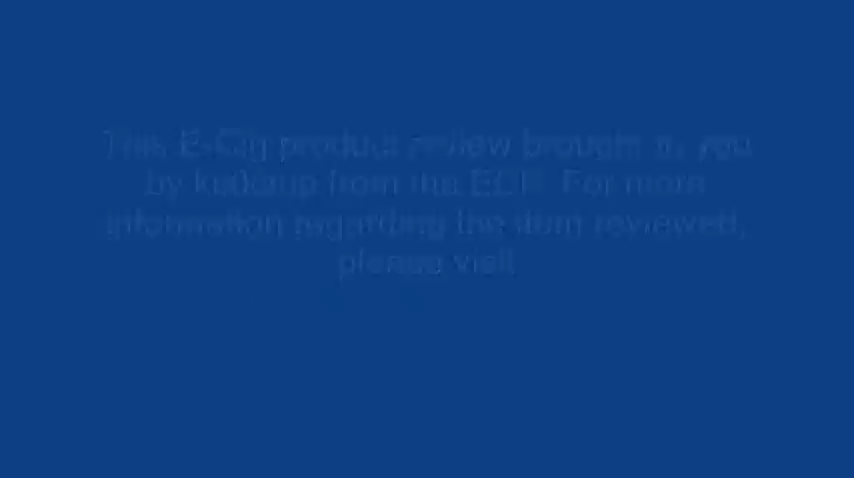 This E-Cig product review brought to you
by from the For more
information regarding the item reviewed,
please visit